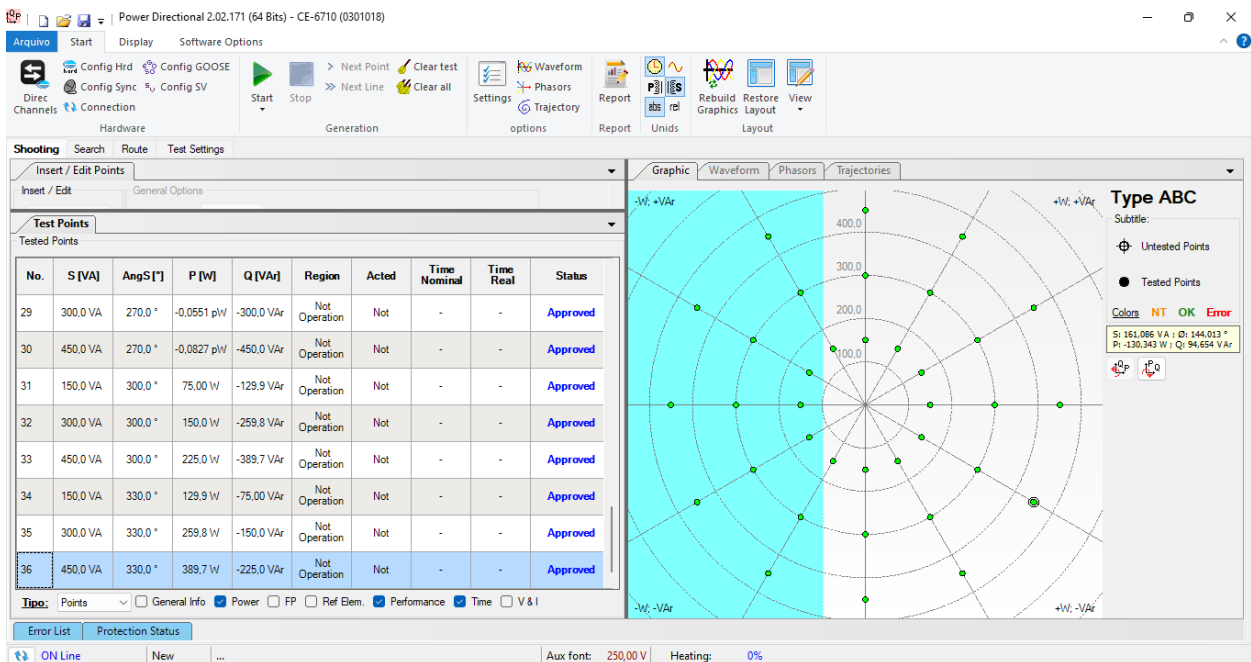 Power Directional 2.02.171 (64 Bits) - CE-6710 (0301018)
Arquivo Start Display Software Options
Direc Channels
Config Hrd Config GOOSE
Config Sync Config SV
Connection
Hardware
Start Stop
Next Point Clear test
Next Line Clear all
Generation
Settings
Waveform
Phasors
Trajectory
options
Report
Report
abs rel
Unids
Rebuild Graphics Restore Layout View
Layout
Shooting Search Route Test Settings
Insert / Edit Points
Insert / Edit General Options
Test Points
Tested Points
No. S [VA] AngS [°] P [W] Q [VAr] Region Acted Time Nominal Time Real Status
29 300,0 VA 270,0 ° -0,0551 pW -300,0 VAr Not Operation Not - - Approved
30 450,0 VA 270,0 ° -0,0827 pW -450,0 VAr Not Operation Not - - Approved
31 150,0 VA 300,0 ° 75,00 W -129,9 VAr Not Operation Not - - Approved
32 300,0 VA 300,0 ° 150,0 W -259,8 VAr Not Operation Not - - Approved
33 450,0 VA 300,0 ° 225,0 W -389,7 VAr Not Operation Not - - Approved
34 150,0 VA 330,0 ° 129,9 W -75,00 VAr Not Operation Not - - Approved
35 300,0 VA 330,0 ° 259,8 W -150,0 VAr Not Operation Not - - Approved
36 450,0 VA 330,0 ° 389,7 W -225,0 VAr Not Operation Not - - Approved
Tipo: Points General Info Power FP Ref Elem. Performance Time V & I
Graphic Waveform Phasors Trajectories
-W; +VAr +W; +VAr
400,0
300,0
200,0
100,0
-W; -VAr +W; -VAr
Type ABC
Subtitle:
Untested Points
Tested Points
Colors NT OK Error
S: 161,086 VA ; Ø: 144,013 °
P: -130,343 W ; Q: 94,654 VAr
Error List Protection Status
ON Line New ... Aux font: 250,00 V Heating: 0%